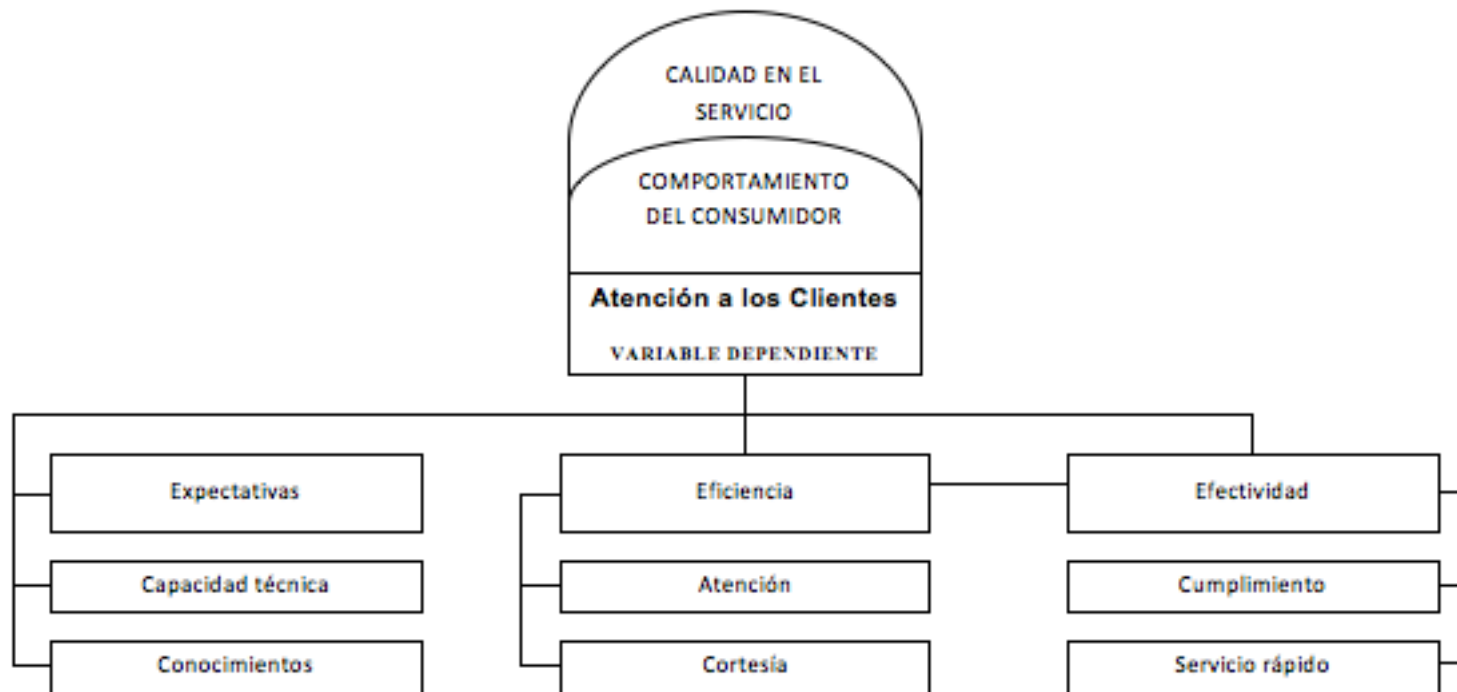 CALIDAD EN EL
SERVICIO
COMPORTAMIENTO
DEL CONSUMIDOR
Atención a los Clientes
VARIABLE DEPENDIENTE
Expectativas
Eficiencia
Efectividad
Capacidad técnica
Atención
Cumplimiento
Conocimientos
Cortesía
Servicio rápido